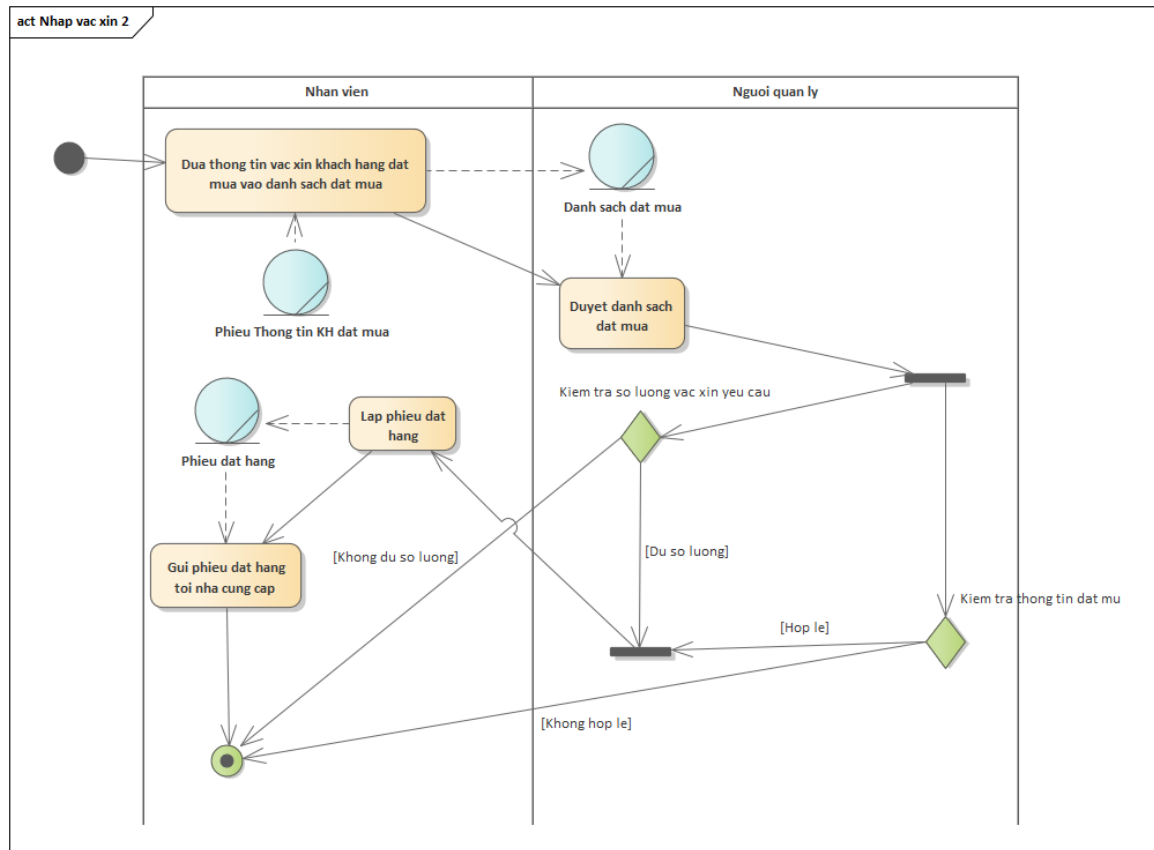 act Nhap vac xin 2
Nhan vien
Nguoi quan ly
Dua thong tin vac xin khach hang dat
mua vao danh sach dat mua
Danh sach dat mua
Phieu Thong tin KH dat mua
Duyet danh sach
dat mua
Kiem tra so luong vac xin yeu cau
Lap phieu dat
hang
Phieu dat hang
[Khong du so luong]
[Du so luong]
Gui phieu dat hang
toi nha cung cap
Kiem tra thong tin dat mu
[Hop le]
[Khong hop le]